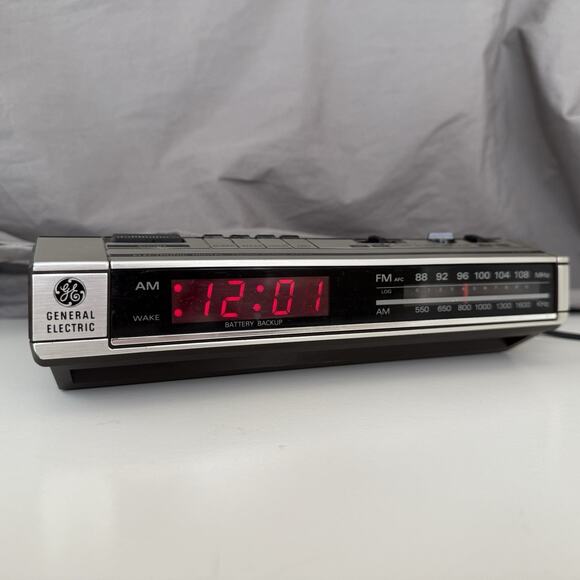 GE
GENERAL
ELECTRIC
AM
WAKE
12:01
BATTERY BACKUP
FM AFC 88 92 96 100 104 108 MHz
LOG
AM 550 650 800 1000 1300 1600 KHz